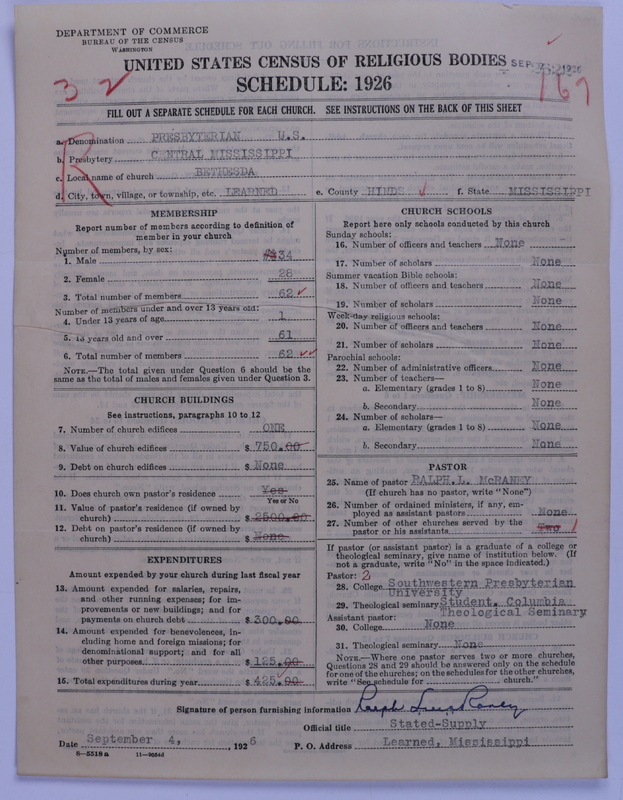 DEPARTMENT OF COMMERCE
BUREAU OF THE CENSUS
WASHINGTON
UNITED STATES CENSUS OF RELIGIOUS BODIES
SEP 1926
SCHEDULE: 1926
32
167
FILL OUT A SEPARATE SCHEDULE FOR EACH CHURCH. SEE INSTRUCTIONS ON THE BACK OF THIS SHEET
R
a. Denomination PRESBYTERIAN U.S.
b. Presbytery CENTRAL MISSISSIPPI
c. Local name of church BETHESDA
d. City, town, village, or township, etc. LEARNED e. County HINDS f. State MISSISSIPPI
MEMBERSHIP
Report number of members according to definition of
member in your church
Number of members, by sex:
1. Male 34
2. Female 28
3. Total number of members 62
Number of members under and over 13 years old:
4. Under 13 years of age 1
5. 13 years old and over 61
6. Total number of members 62
NOTE.—The total given under Question 6 should be
same as the total of males and females given under Question 3.
CHURCH BUILDINGS
See instructions, paragraphs 10 to 12
7. Number of church edifices ONE
8. Value of church edifices $ 750.00
9. Debt on church edifices $ None
10. Does church own pastor's residence Yes
Yes or No
11. Value of pastor's residence (if owned by
church) $ 2500.00
12. Debt on pastor's residence (if owned by
church) $ None
EXPENDITURES
Amount expended by your church during last fiscal year
13. Amount expended for salaries, repairs,
and other running expenses; for im-
provements or new buildings; and for
payments on church debt $ 300.00
14. Amount expended for benevolences, in-
cluding home and foreign missions; for
denominational support; and for all
other purposes $ 125.00
15. Total expenditures during year $ 425.00
CHURCH SCHOOLS
Report here only schools conducted by this church
Sunday schools:
16. Number of officers and teachers None
17. Number of scholars None
Summer vacation Bible schools:
18. Number of officers and teachers None
19. Number of scholars None
Week-day religious schools:
20. Number of officers and teachers None
21. Number of scholars None
Parochial schools:
22. Number of administrative officers None
23. Number of teachers—
a. Elementary (grades 1 to 8) None
b. Secondary None
24. Number of scholars—
a. Elementary (grades 1 to 8) None
b. Secondary None
PASTOR
25. Name of pastor RALPH.L. McRANEY
(If church has no pastor, write "None")
26. Number of ordained ministers, if any, em-
ployed as assistant pastors None
27. Number of other churches served by the
pastor or his assistants Two 1
If pastor (or assistant pastor) is a graduate of a college or
theological seminary, give name of institution below. (If
not a graduate, write "No" in the space indicated.)
Pastor: 2
28. College Southwestern Presbyterian
University
29. Theological seminary Student. Columbia
Theological Seminary
Assistant pastor:
30. College None
31. Theological seminary None
NOTE.—Where one pastor serves two or more churches,
Questions 28 and 29 should be answered only on the schedule
for one of the churches; on the schedules for the other churches,
write "See schedule for church."
Signature of person furnishing information
Official title Stated-Supply
Date September 4, 1926 P. O. Address Learned, Mississippi
8—5318 a